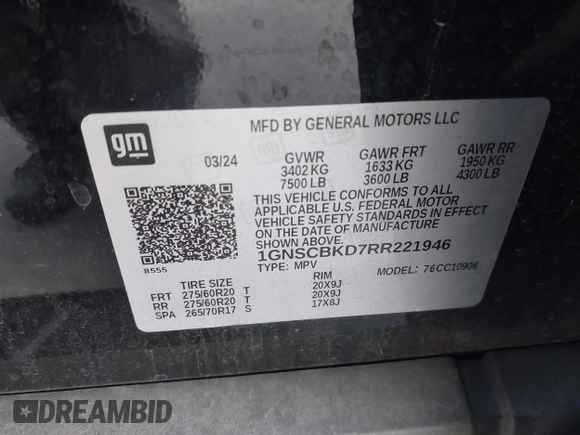 gm
MFD BY GENERAL MOTORS LLC
03/24 GVWR GAWR FRT GAWR RR
3402 KG 1633 KG 1950 KG
7500 LB 3600 LB 4300 LB
THIS VEHICLE CONFORMS TO ALL
APPLICABLE U.S. FEDERAL MOTOR
VEHICLE SAFETY STANDARDS IN EFFECT
ON THE DATE OF MANUFACTURE
SHOWN ABOVE.
8555
1GNSCBKD7RR221946
TYPE: MPV MODEL: 76CC10906
TIRE SIZE RIM
FRT 275/60R20 T 20X9J
RR 275/60R20 T 20X9J
SPA 265/70R17 S 17X8J
DREAMBID